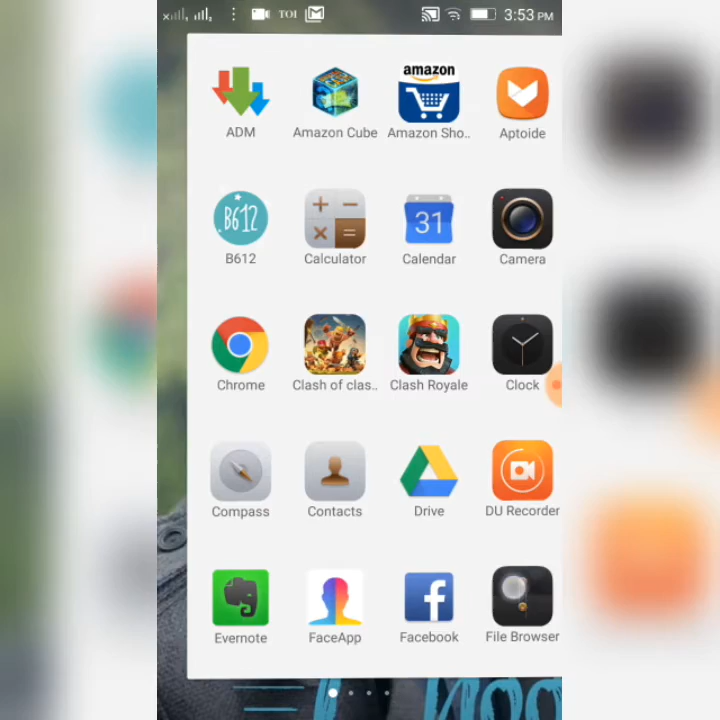 TOI 3:53 PM
amazon
ADM Amazon Cube Amazon Sho.. Aptoide
B612 31
B612 Calculator Calendar Camera
Chrome Clash of clas.. Clash Royale Clock
Compass Contacts Drive DU Recorder
Evernote FaceApp Facebook File Browser